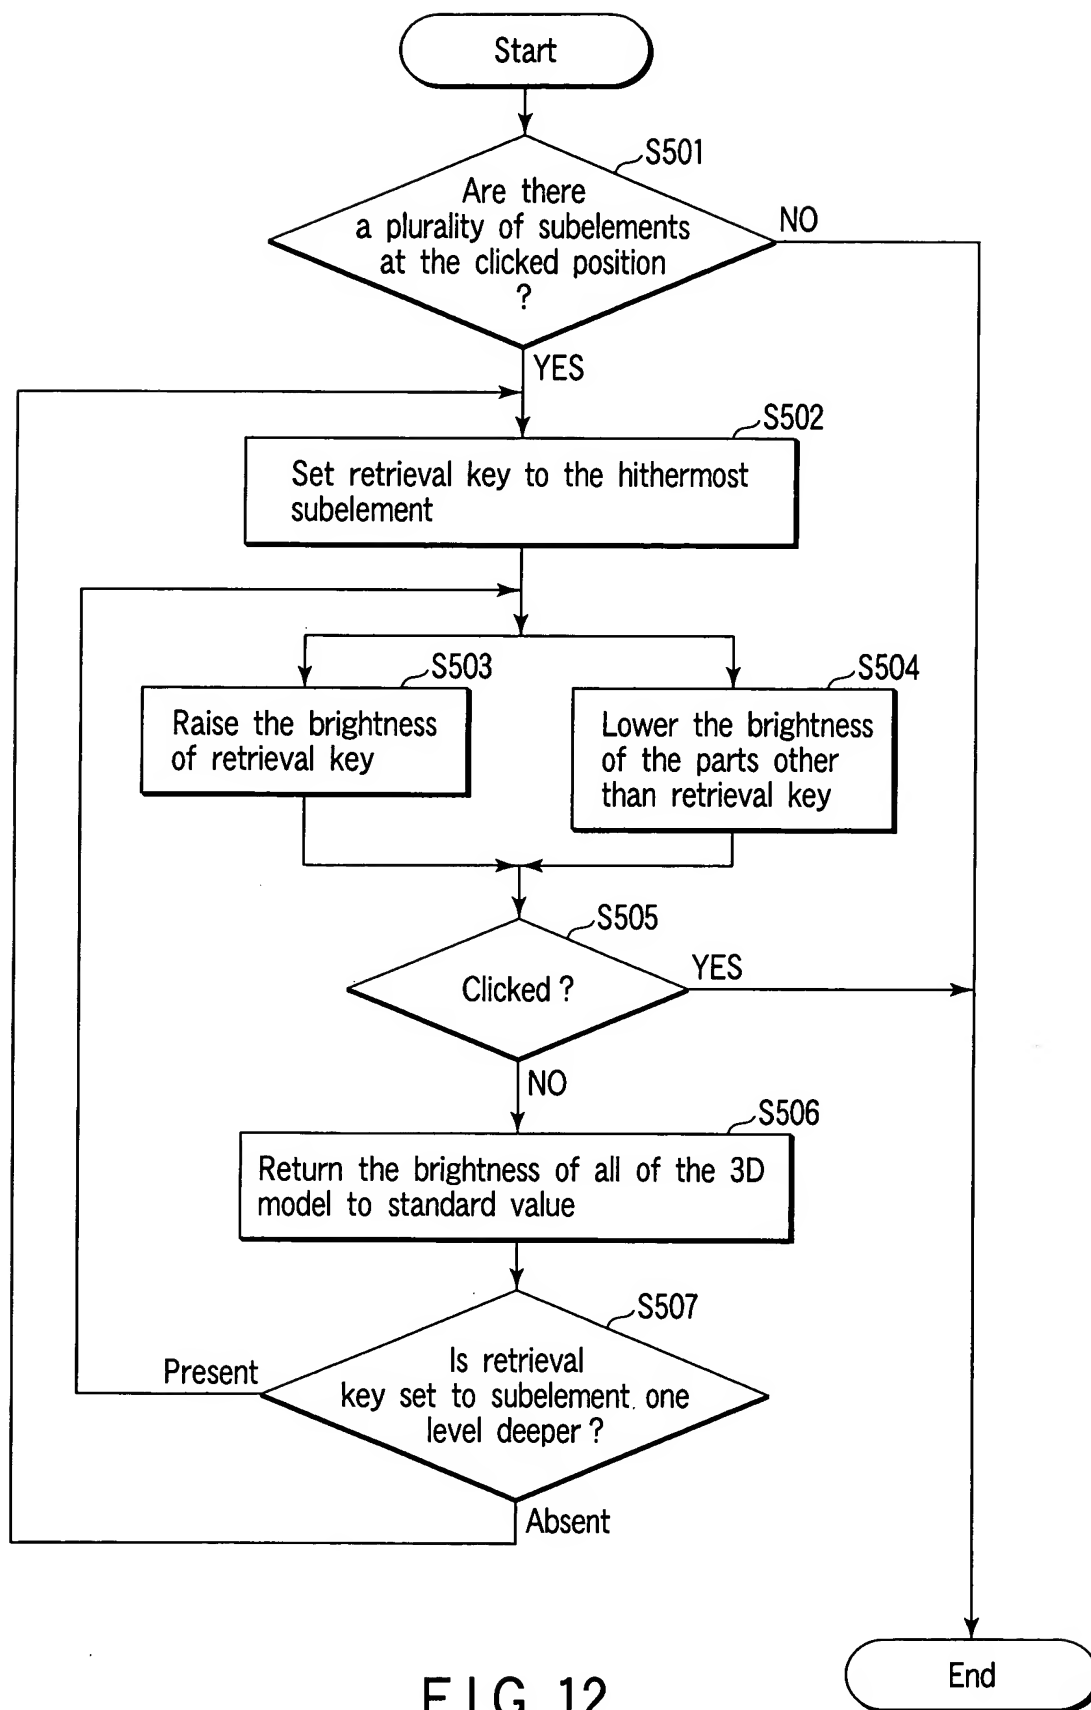 Start
S501
Are there
a plurality of subelements
at the clicked position
?
NO
YES
S502
Set retrieval key to the hithermost
subelement
S503
Raise the brightness
of retrieval key
S504
Lower the brightness
of the parts other
than retrieval key
S505
Clicked ?
YES
NO
S506
Return the brightness of all of the 3D
model to standard value
S507
Is retrieval
key set to subelement one
level deeper ?
Present
Absent
End
FIG. 12